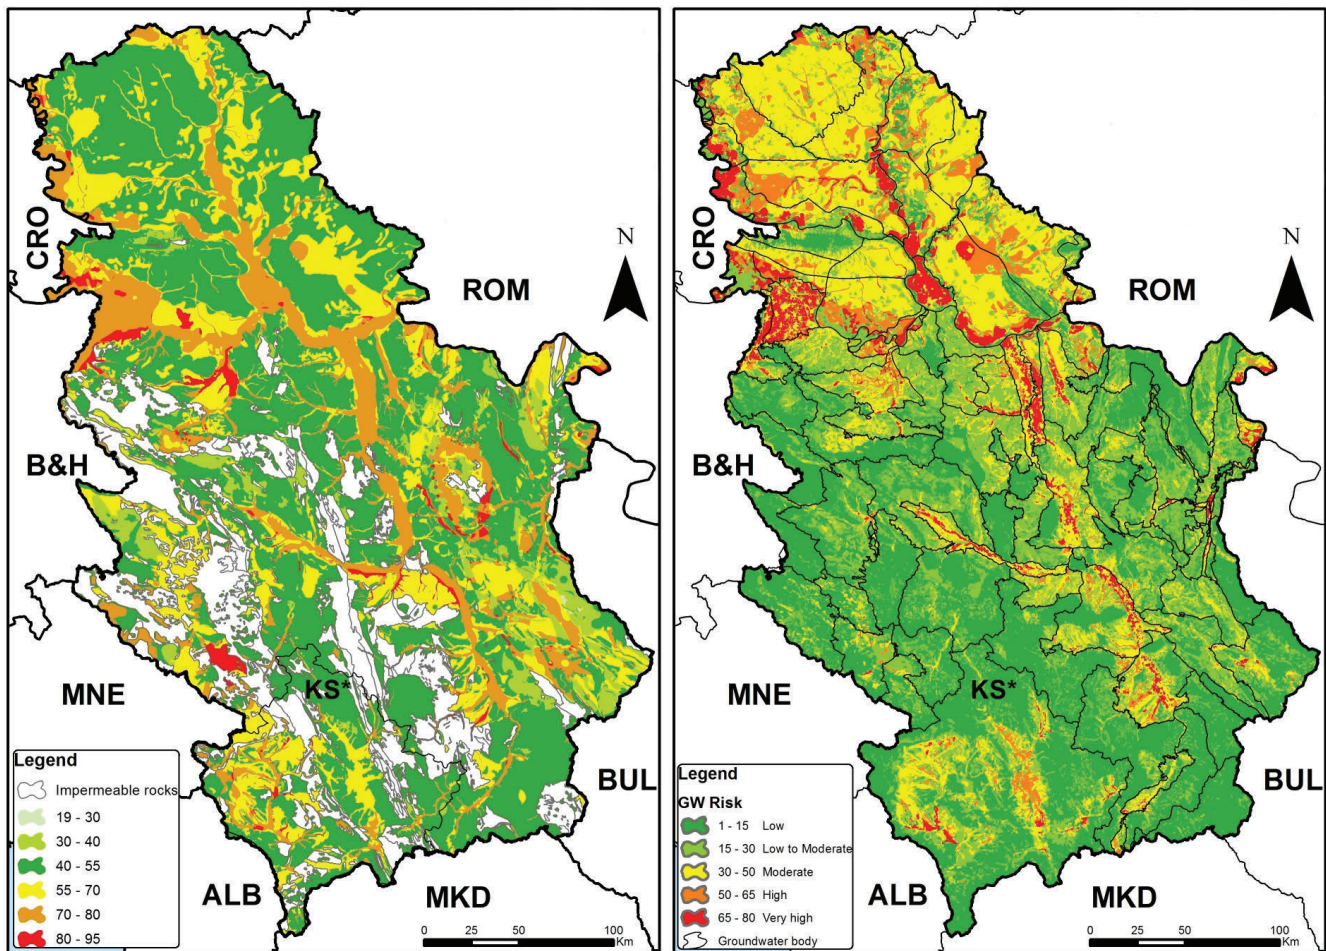 N
CRO
ROM
B&H
MNE
KS*
BUL
ALB
MKD
Legend
Impermeable rocks
19 - 30
30 - 40
40 - 55
55 - 70
70 - 80
80 - 95
0 25 50 100
Km
N
CRO
ROM
B&H
MNE
KS*
BUL
ALB
MKD
Legend
GW Risk
1 - 15 Low
15 - 30 Low to Moderate
30 - 50 Moderate
50 - 65 High
65 - 80 Very high
Groundwater body
0 25 50 100
Km